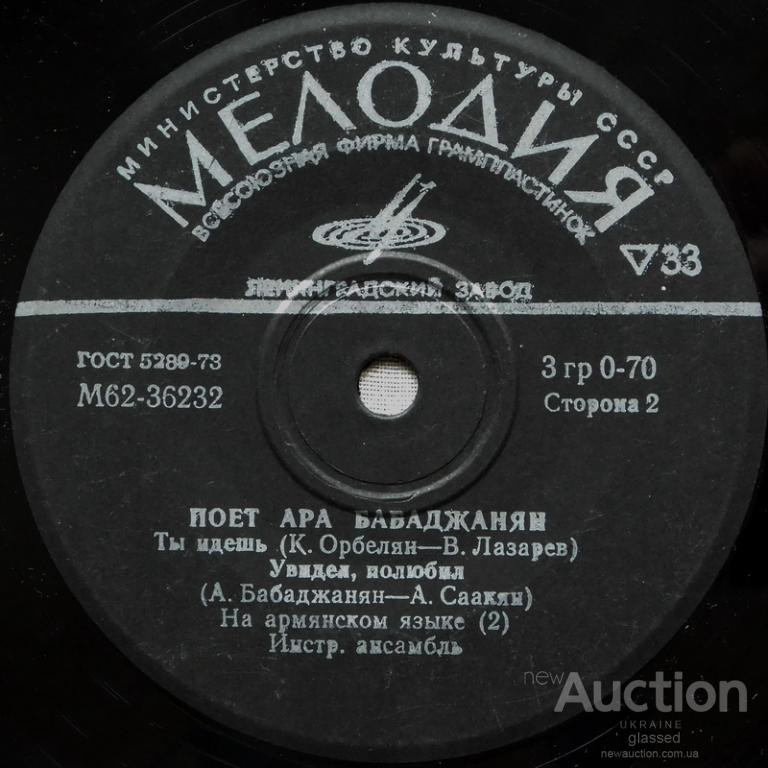 МИНИСТЕРСТВО КУЛЬТУРЫ СССР
МЕЛОДИЯ
ВСЕСОЮЗНАЯ ФИРМА ГРАМПЛАСТИНОК
33
ЛЕНИНГРАДСКИЙ ЗАВОД
ГОСТ 5289-73
3 гр 0-70
М62-36232
Сторона 2
ПОЕТ АРА БАБАДЖАНЯН
Ты идешь (К. Орбелян—В. Лазарев)
Увидел, полюбил
(А. Бабаджанян—А. Саакян)
На армянском языке (2)
Инстр. ансамбль
newAuction
UKRAINE
glassed
newauction.com.ua